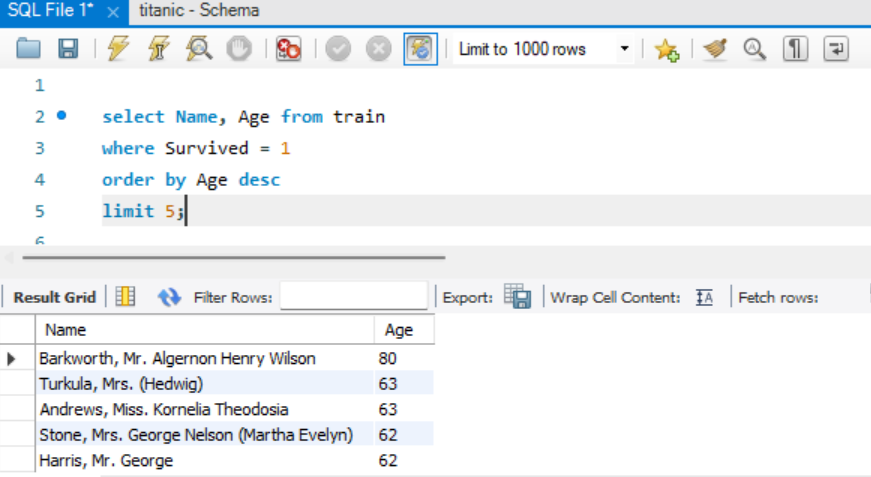 SQL File 1* × titanic - Schema
Limit to 1000 rows
1
2 select Name, Age from train
3 where Survived = 1
4 order by Age desc
5 limit 5;
6
Result Grid Filter Rows: Export: Wrap Cell Content: IA Fetch rows:
Name Age
Barkworth, Mr. Algernon Henry Wilson 80
Turkula, Mrs. (Hedwig) 63
Andrews, Miss. Kornelia Theodosia 63
Stone, Mrs. George Nelson (Martha Evelyn) 62
Harris, Mr. George 62